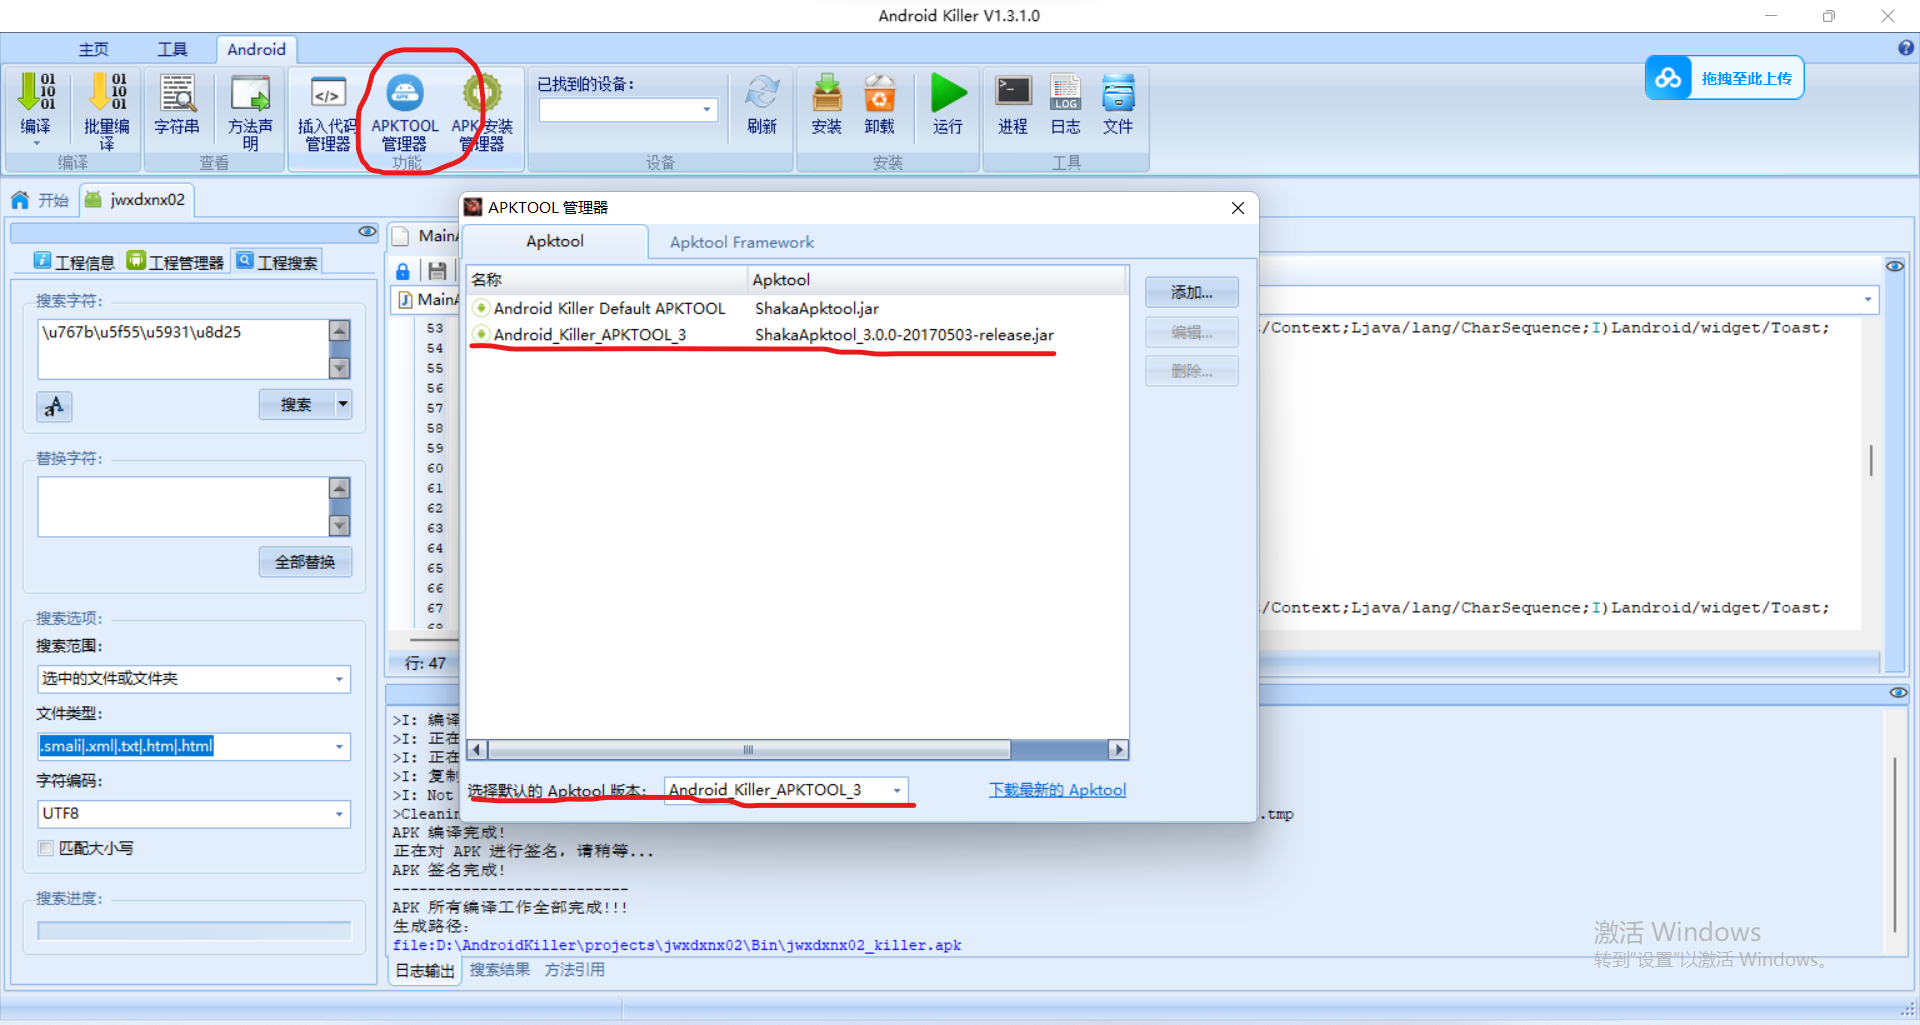 Android Killer V1.3.1.0
主页
工具
Android
编译
批量编
译
编译
字符串
方法声
明
查看
</>
插入代码
管理器
APK
APKTOOL
管理器
APK 安装
管理器
功能
已找到的设备：
刷新
设备
安装
卸载
运行
安装
进程
LOG
日志
文件
工具
拖拽至此上传
开始
jwxdxnx02
工程信息
工程管理器
工程搜索
搜索字符：
\u767b\u5f55\u5931\u8d25
搜索
替换字符：
全部替换
搜索选项：
搜索范围：
选中的文件或文件夹
文件类型：
.smali|.xml|.txt|.htm|.html
字符编码：
UTF8
匹配大小写
搜索进度：
MainA
MainA
53
54
55
56
57
58
59
60
61
62
63
64
65
66
67
68
/Context;Ljava/lang/CharSequence;I)Landroid/widget/Toast;
/Context;Ljava/lang/CharSequence;I)Landroid/widget/Toast;
行: 47
APKTOOL 管理器
Apktool
Apktool Framework
名称
Apktool
Android Killer Default APKTOOL
ShakaApktool.jar
Android_Killer_APKTOOL_3
ShakaApktool_3.0.0-20170503-release.jar
添加...
编辑...
删除...
选择默认的 Apktool 版本：
Android_Killer_APKTOOL_3
下载最新的 Apktool
>I: 编译
>I: 正在
>I: 正在
>I: 复制
>I: Not
>Cleanin
.tmp
APK 编译完成!
正在对 APK 进行签名，请稍等...
APK 签名完成!
--------------------------
APK 所有编译工作全部完成!!!
生成路径：
file:D:\AndroidKiller\projects\jwxdxnx02\Bin\jwxdxnx02_killer.apk
日志输出
搜索结果
方法引用
激活 Windows
转到"设置"以激活 Windows。